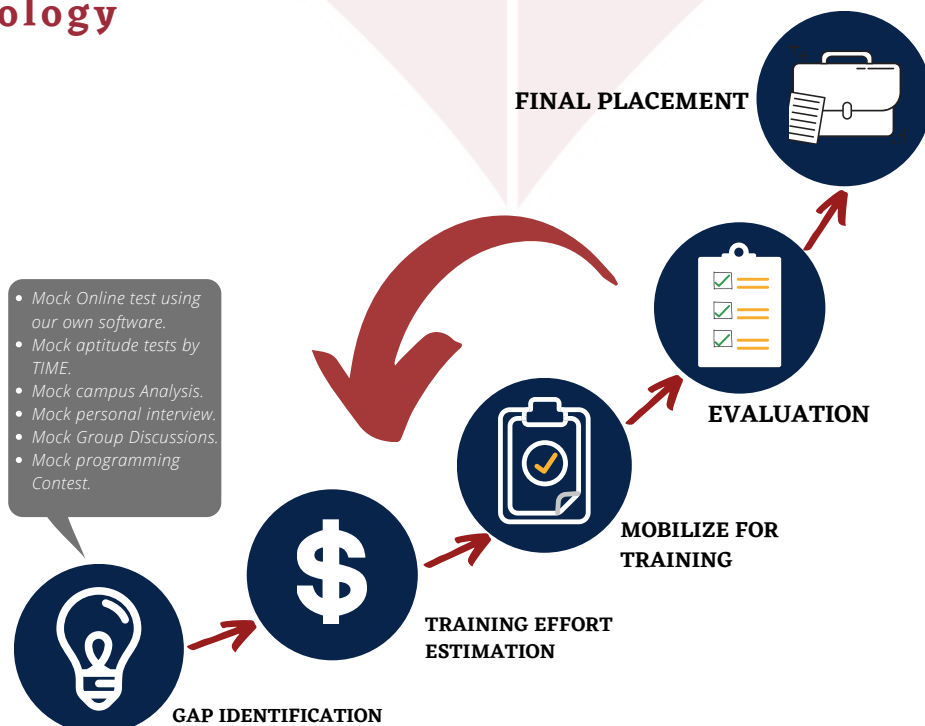 ology
FINAL PLACEMENT
• Mock Online test using
our own software.
• Mock aptitude tests by
TIME.
• Mock campus Analysis.
• Mock personal interview.
• Mock Group Discussions.
• Mock programming
Contest.
EVALUATION
MOBILIZE FOR
TRAINING
$
TRAINING EFFORT
ESTIMATION
GAP IDENTIFICATION